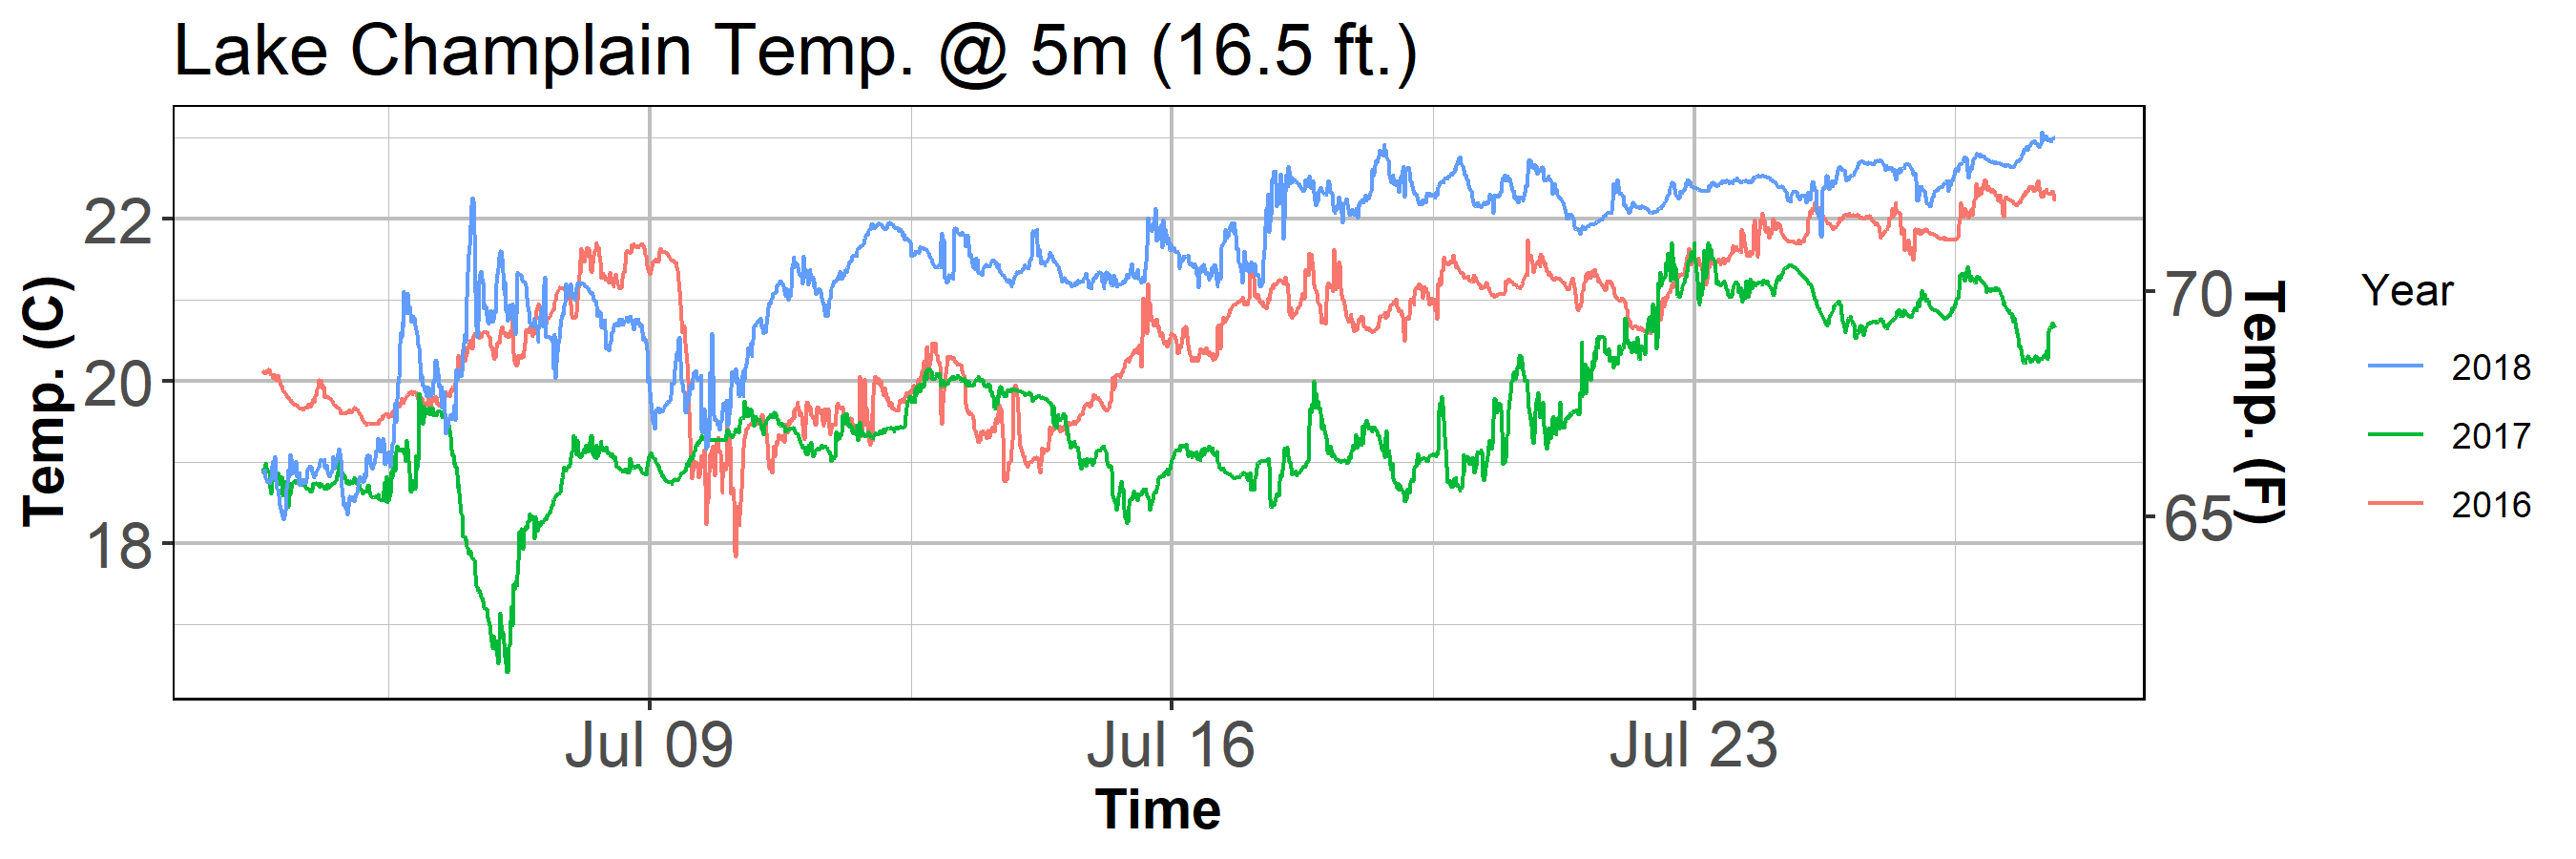 Lake Champlain Temp. @ 5m (16.5 ft.)
Temp. (C)
22
20
18
70
65
Temp. (F)
Jul 09 Jul 16 Jul 23
Time
Year
2018
2017
2016